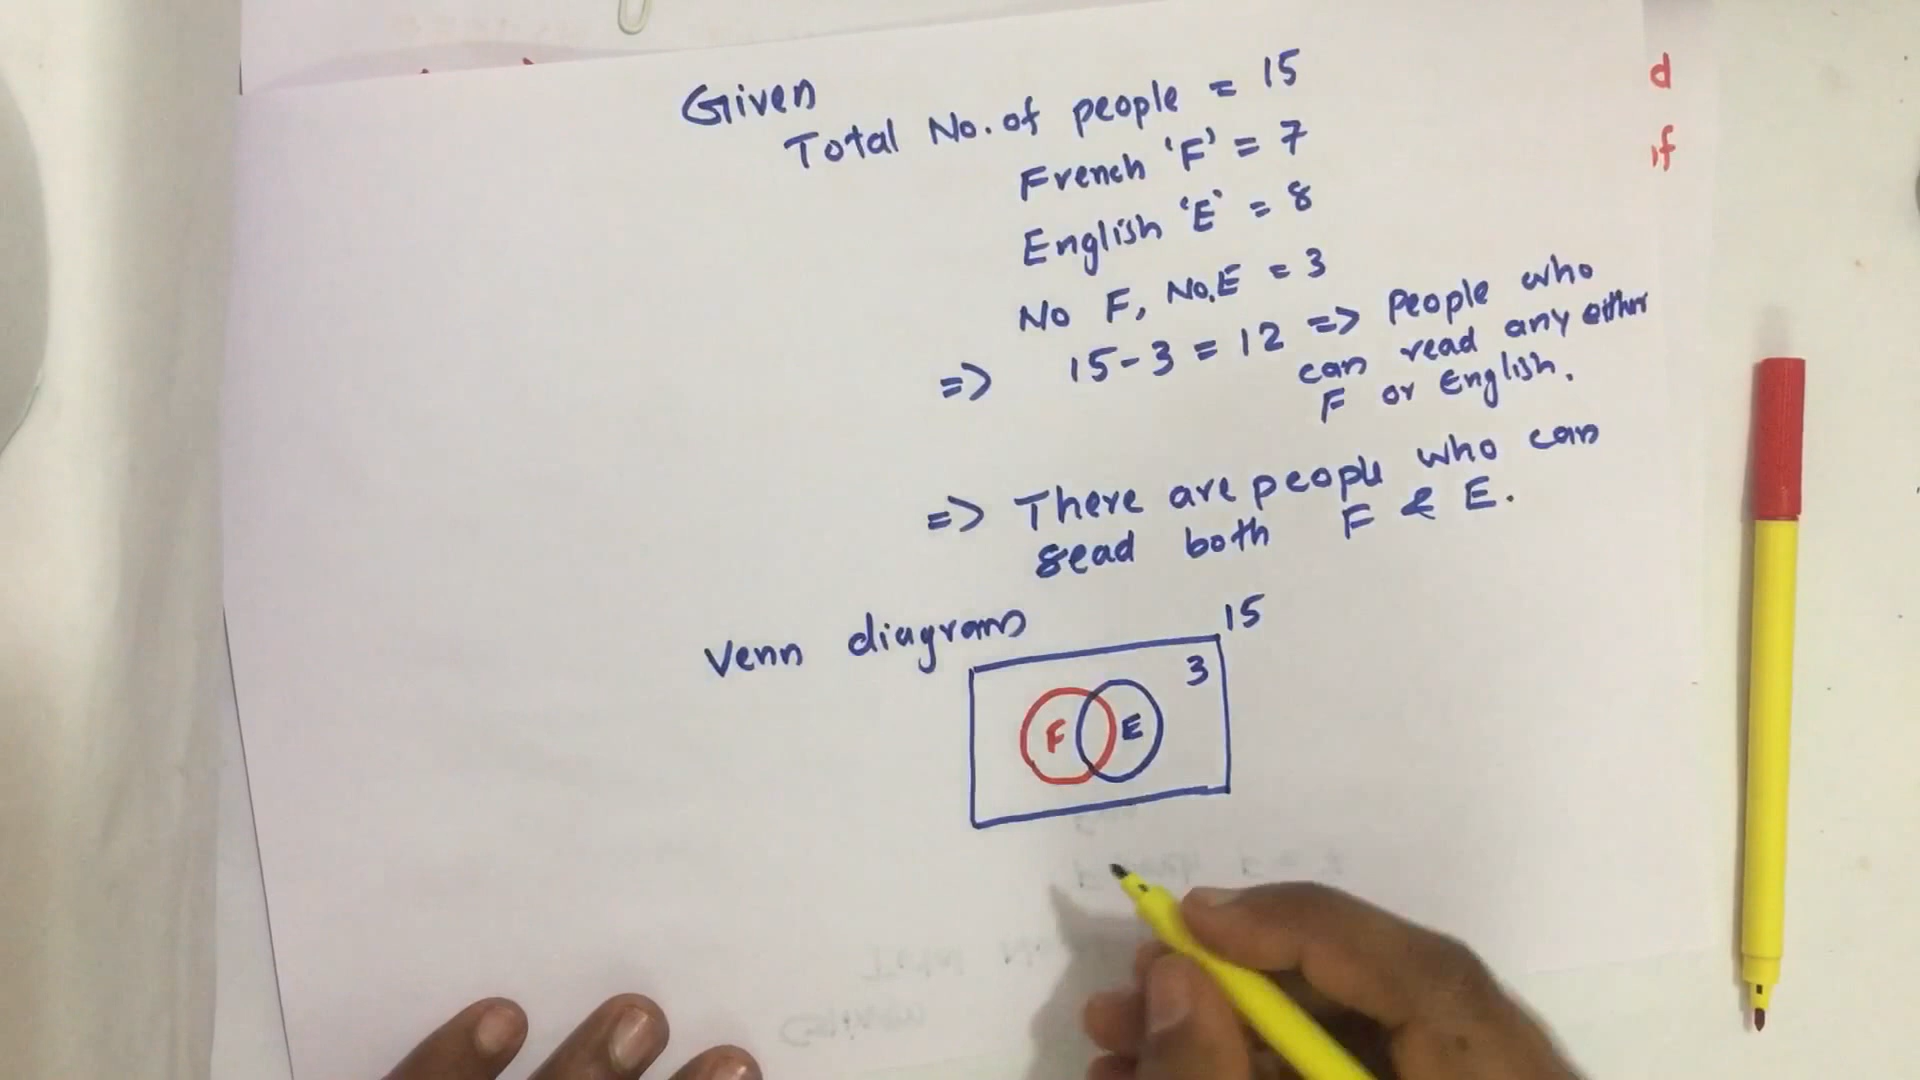 Given
Total No. of people = 15
French 'F' = 7
English 'E' = 8
No F, No.E = 3
=> 15-3 = 12 => People who
can read any either
F or English.
=> There are people who can
read both F & E.
Venn diagram
15
3
F E
d
if